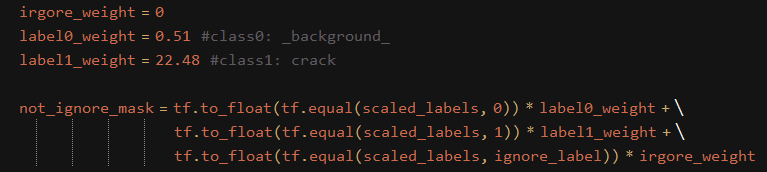 irgore_weight = 0
label0_weight = 0.51 #class0: _background_
label1_weight = 22.48 #class1: crack
not_ignore_mask = tf.to_float(tf.equal(scaled_labels, 0)) * label0_weight + \
tf.to_float(tf.equal(scaled_labels, 1)) * label1_weight + \
tf.to_float(tf.equal(scaled_labels, ignore_label)) * irgore_weight